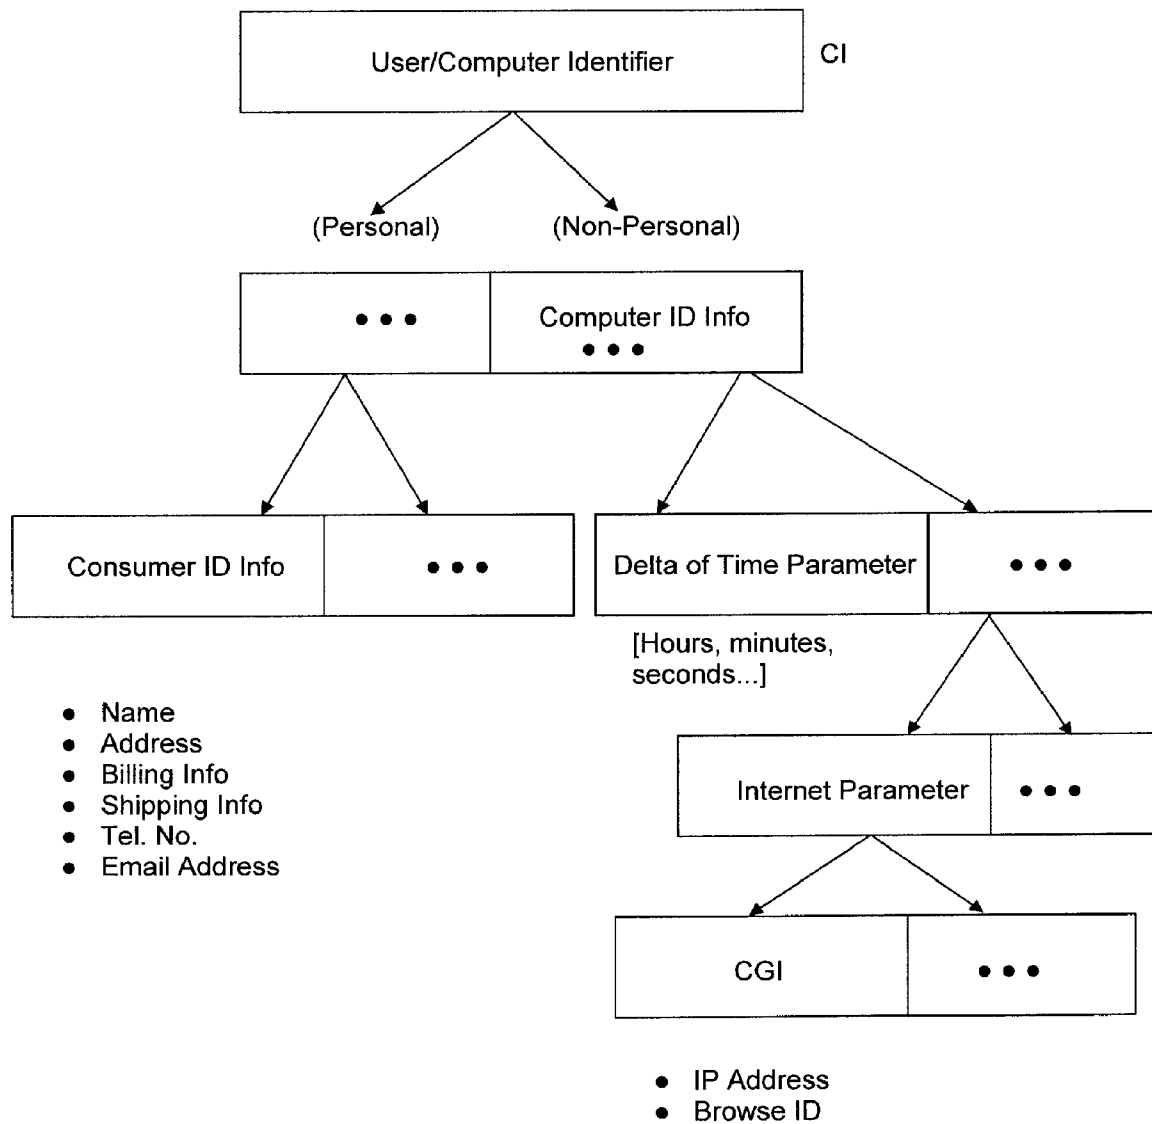 User/Computer Identifier
CI
(Personal)
(Non-Personal)
• • •
Computer ID Info
• • •
Consumer ID Info
• • •
Delta of Time Parameter
• • •
[Hours, minutes,
seconds...]
• Name
• Address
• Billing Info
• Shipping Info
• Tel. No.
• Email Address
Internet Parameter
• • •
CGI
• • •
• IP Address
• Browse ID